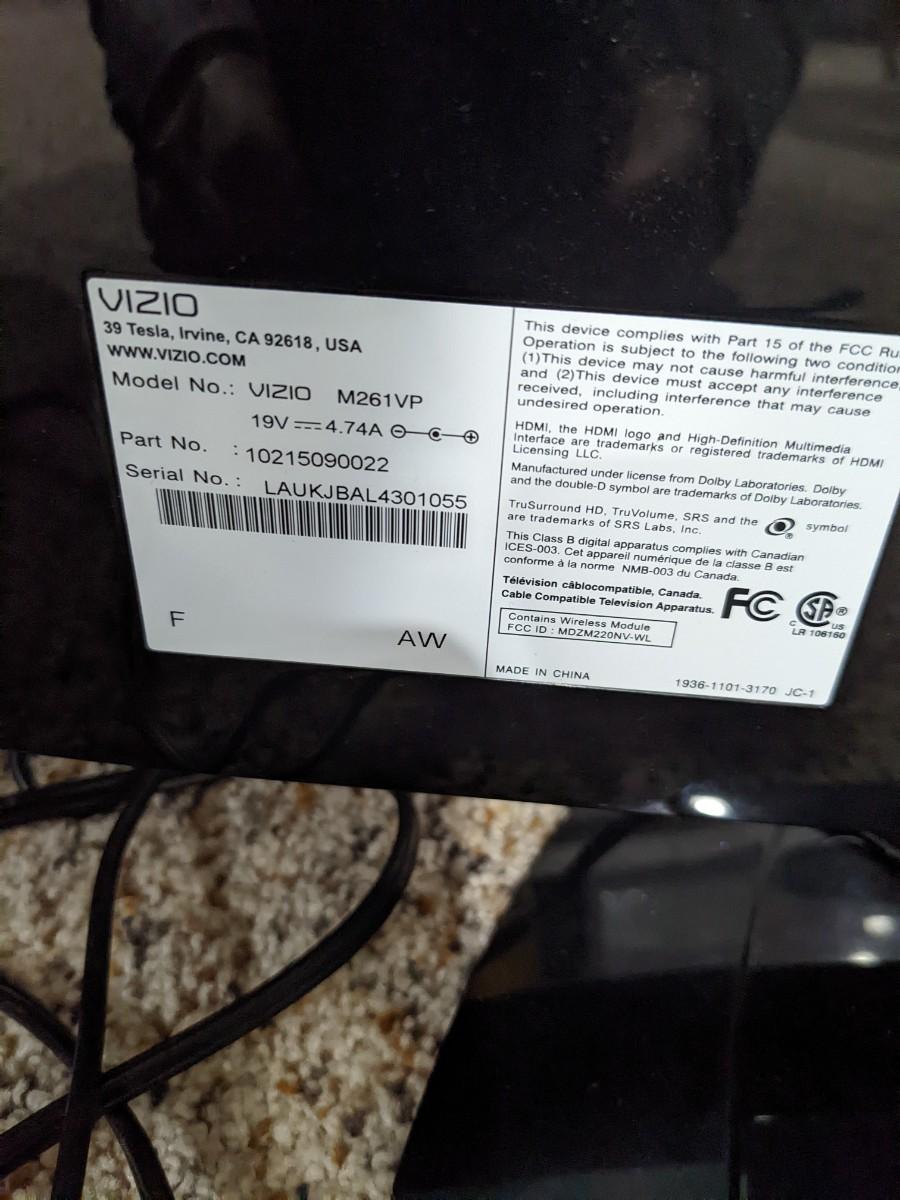 VIZIO
39 Tesla, Irvine, CA 92618, USA
WWW.VIZIO.COM
Model No.: VIZIO M261VP
19V 4.74A
Part No. : 10215090022
Serial No. : LAUKJBAL4301055
F
AW
This device complies with Part 15 of the FCC Ru
Operation is subject to the following two condition
(1)This device may not cause harmful interference,
and (2)This device must accept any interference
received, including interference that may cause
undesired operation.
HDMI, the HDMI logo and High-Definition Multimedia
Interface are trademarks or registered trademarks of HDMI
Licensing LLC.
Manufactured under license from Dolby Laboratories. Dolby
and the double-D symbol are trademarks of Dolby Laboratories.
TruSurround HD, TruVolume, SRS and the symbol
are trademarks of SRS Labs, Inc.
This Class B digital apparatus complies with Canadian
ICES-003. Cet appareil numérique de la classe B est
conforme à la norme NMB-003 du Canada.
Télévision câblocompatible, Canada.
Cable Compatible Television Apparatus.
FC
C SA ® US
LR 106160
Contains Wireless Module
FCC ID : MDZM220NV-WL
MADE IN CHINA
1936-1101-3170 JC-1